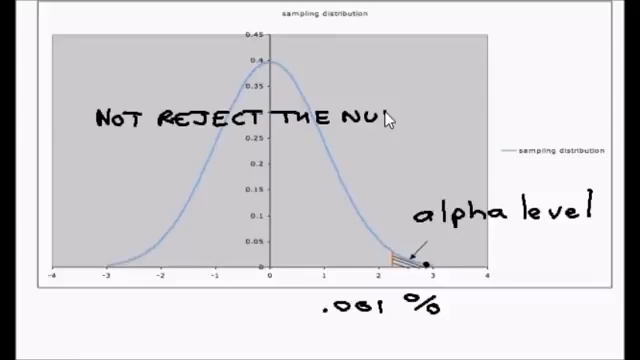 sampling distribution
0.45
0.4
NOT REJECT THE NU
0.35
0.3
0.25
0.2
0.15
0.1
0.05
0
sampling distribution
alpha level
-4 -3 -2 -1 0 1 2 3 4
.001 %